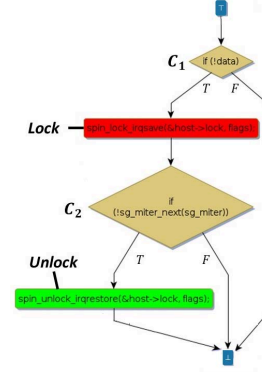 ⊤
C1
if (!data)
T
F
Lock
spin_lock_irqsave(&host->lock, flags);
C2
if
(!sg_miter_next(sg_miter))
Unlock
T
F
spin_unlock_irqrestore(&host->lock, flags);
⊥